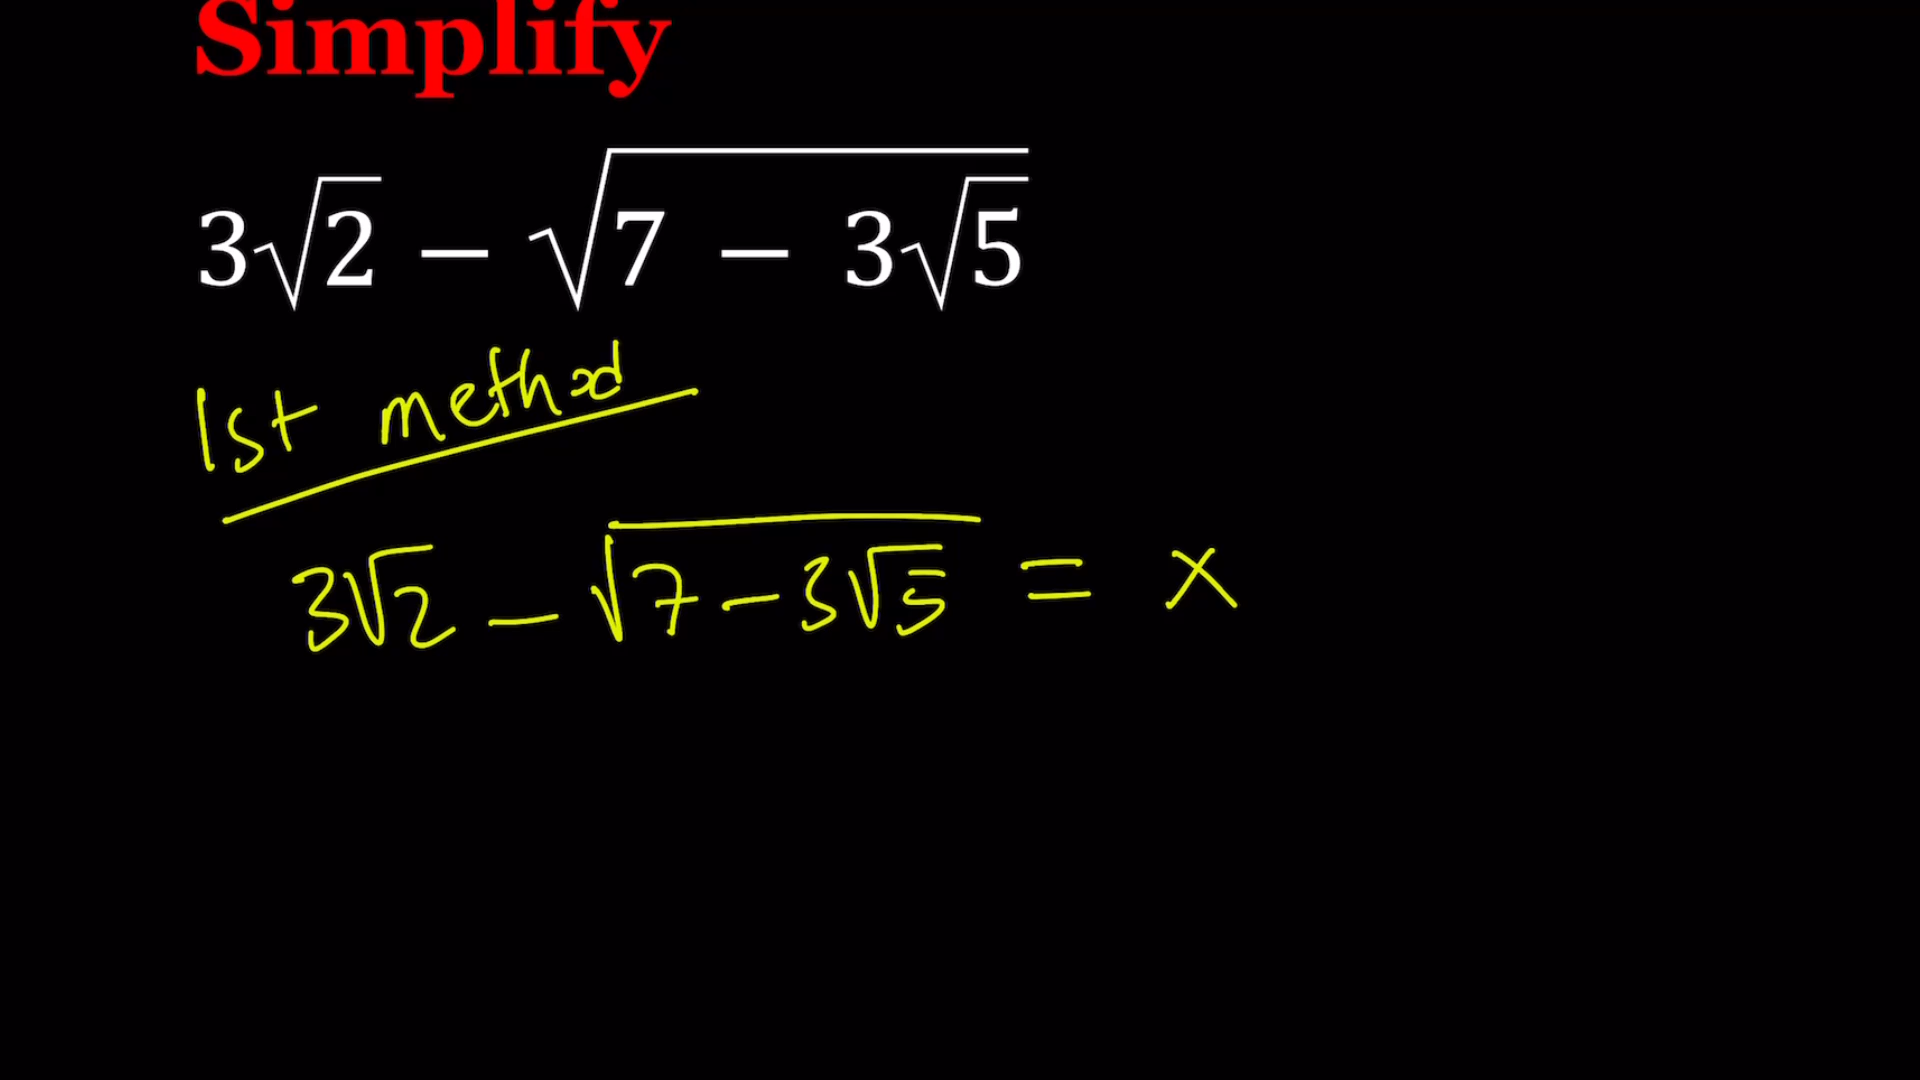 Simplify
3√2 − √(7 − 3√5)
1st method
3√2 − √(7 − 3√5) = x